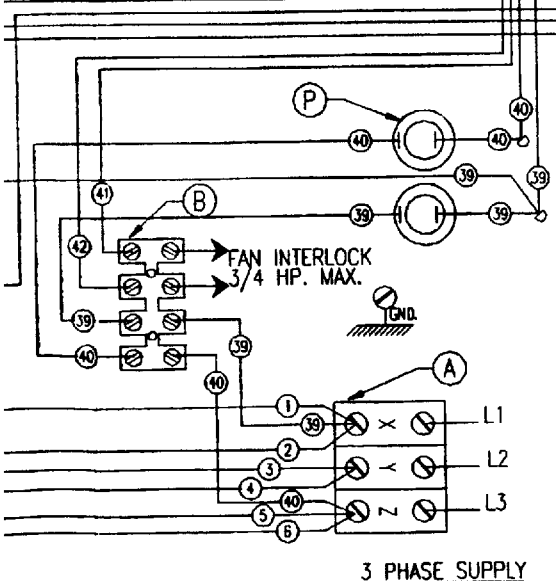 P
40
40
40
39
39
39
39
41
B
42
FAN INTERLOCK
3/4 HP. MAX.
GND.
39
39
40
40
A
1
39
X
L1
2
3
Y
L2
4
40
Z
L3
5
6
3 PHASE SUPPLY